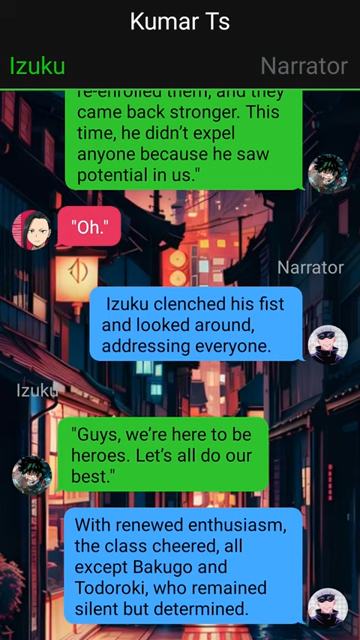 Kumar Ts
Izuku
Narrator
re-enrolled them, and they
came back stronger. This
time, he didn’t expel
anyone because he saw
potential in us."
"Oh."
Narrator
Izuku clenched his fist
and looked around,
addressing everyone.
Izuku
"Guys, we’re here to be
heroes. Let’s all do our
best."
With renewed enthusiasm,
the class cheered, all
except Bakugo and
Todoroki, who remained
silent but determined.